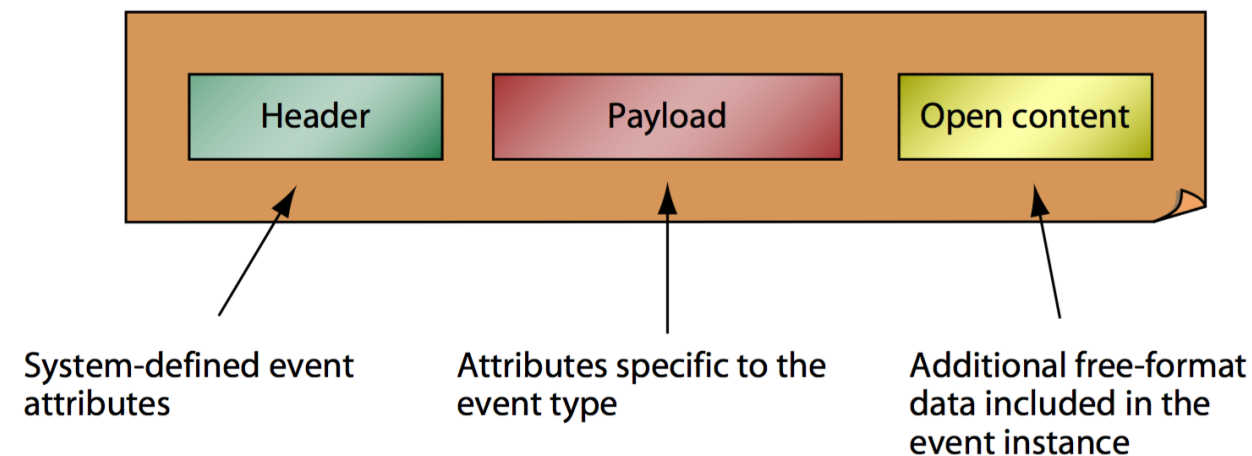 Header
Payload
Open content
System-defined event
attributes
Attributes specific to the
event type
Additional free-format
data included in the
event instance